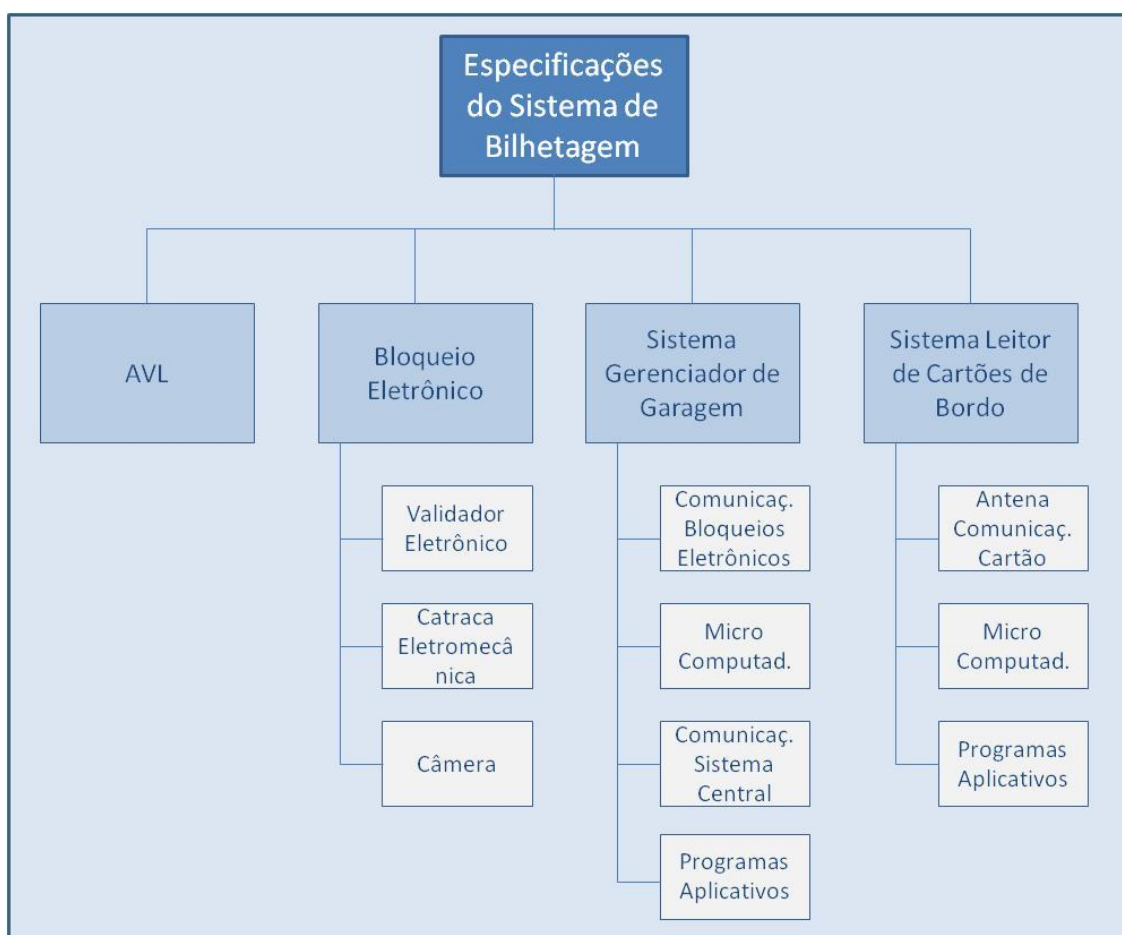 Especificações
do Sistema de
Bilhetagem
AVL
Bloqueio
Eletrônico
Sistema
Gerenciador de
Garagem
Sistema Leitor
de Cartões de
Bordo
Validador
Eletrônico
Catraca
Eletromecâ
nica
Câmera
Comunicaç.
Bloqueios
Eletrônicos
Micro
Computad.
Comunicaç.
Sistema
Central
Programas
Aplicativos
Antena
Comunicaç.
Cartão
Micro
Computad.
Programas
Aplicativos